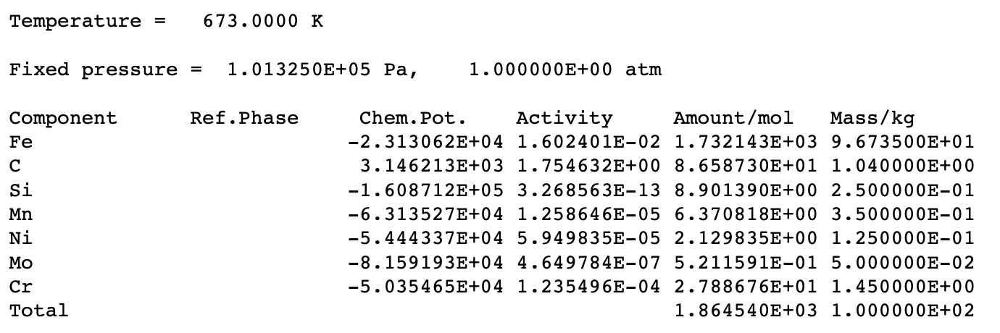 Temperature =   673.0000 K
Fixed pressure =  1.013250E+05 Pa,    1.000000E+00 atm
Component      Ref.Phase     Chem.Pot.    Activity     Amount/mol   Mass/kg
Fe                           -2.313062E+04 1.602401E-02 1.732143E+03 9.673500E+01
C                             3.146213E+03 1.754632E+00 8.658730E+01 1.040000E+00
Si                           -1.608712E+05 3.268563E-13 8.901390E+00 2.500000E-01
Mn                           -6.313527E+04 1.258646E-05 6.370818E+00 3.500000E-01
Ni                           -5.444337E+04 5.949835E-05 2.129835E+00 1.250000E-01
Mo                           -8.159193E+04 4.649784E-07 5.211591E-01 5.000000E-02
Cr                           -5.035465E+04 1.235496E-04 2.788676E+01 1.450000E+00
Total                                                   1.864540E+03 1.000000E+02